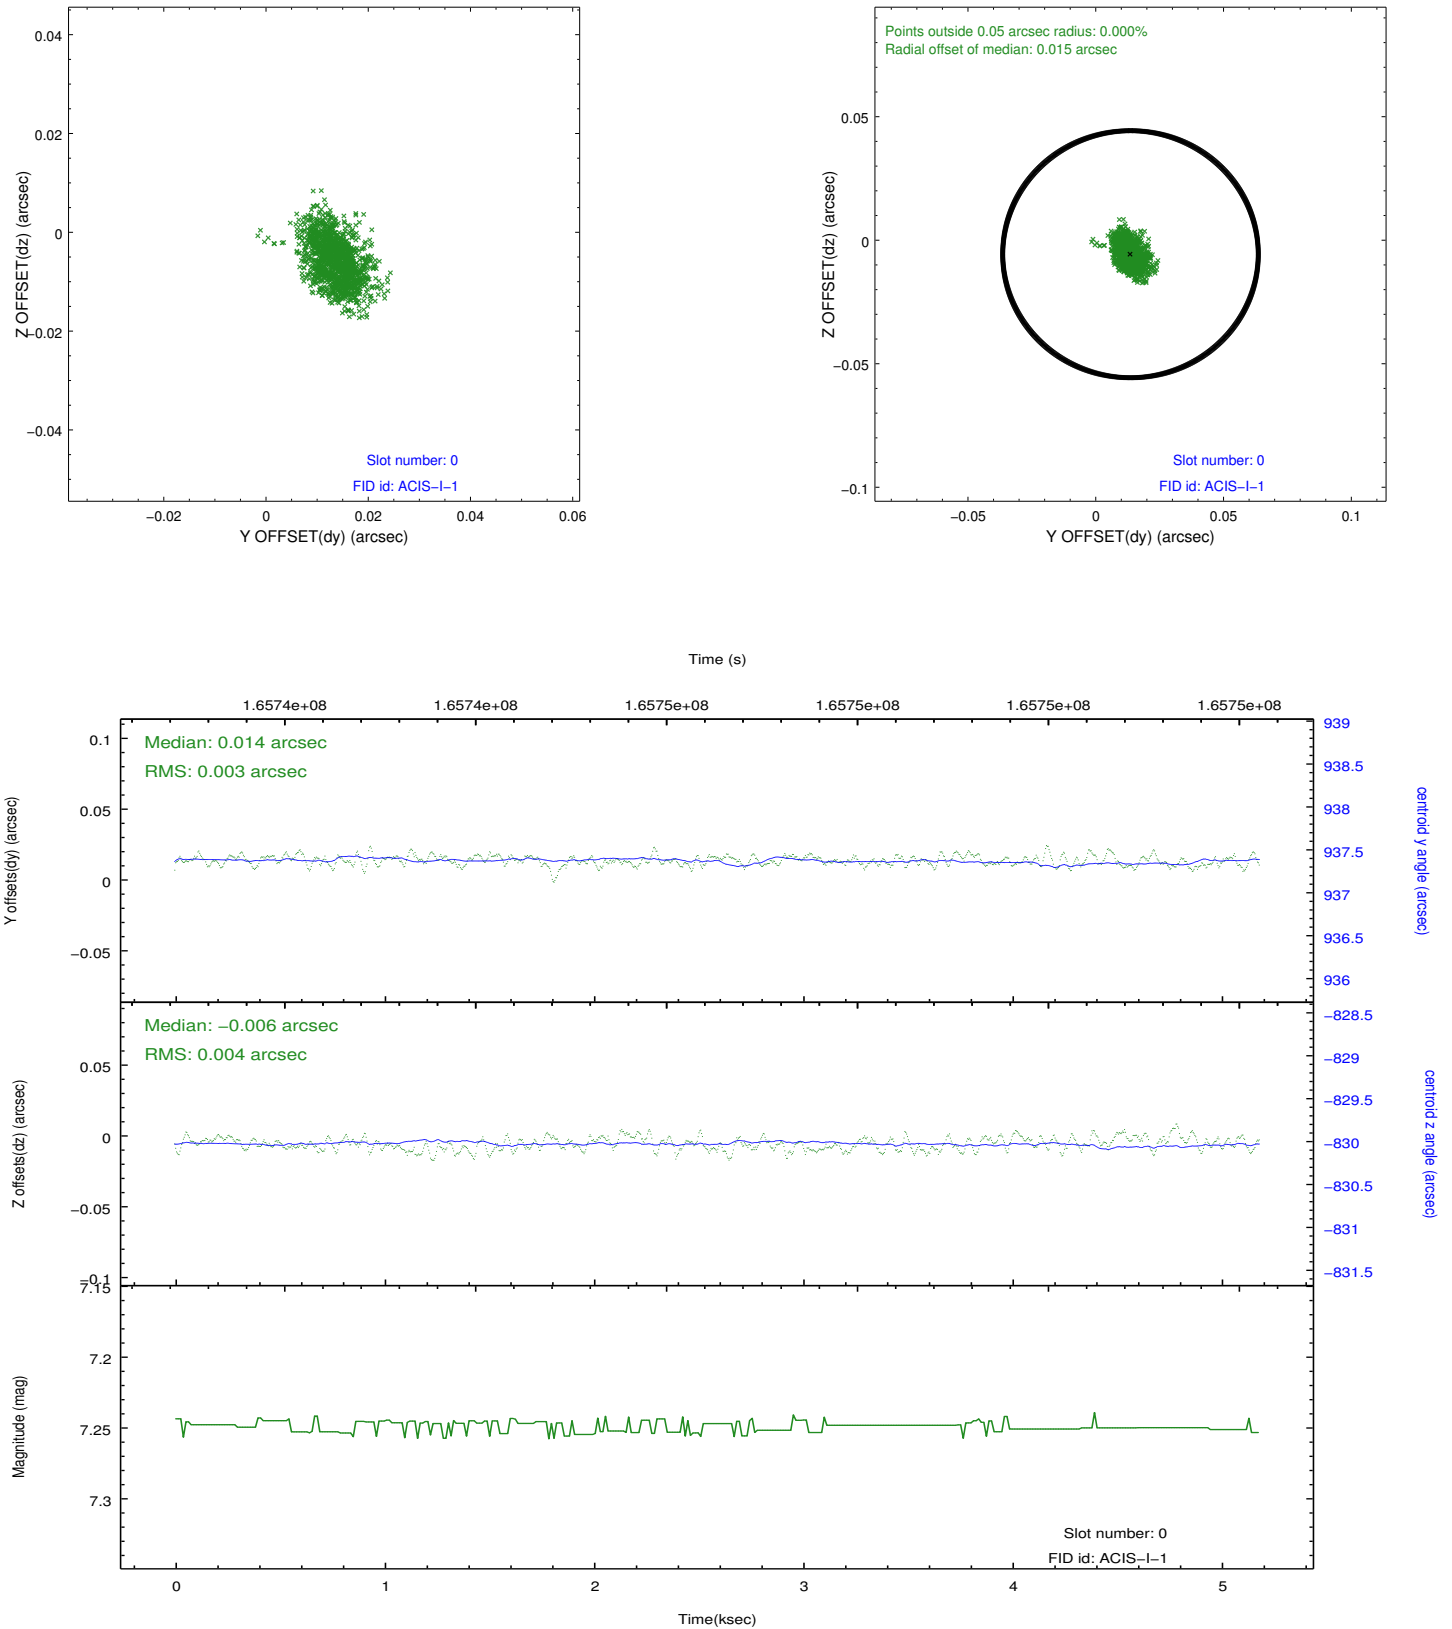 0.04
0.02
0
−0.02
−0.04
Z OFFSET(dz) (arcsec)
Slot number: 0
FID id: ACIS−I−1
−0.02 0 0.02 0.04 0.06
Y OFFSET(dy) (arcsec)
Points outside 0.05 arcsec radius: 0.000%
Radial offset of median: 0.015 arcsec
0.05
0
−0.05
−0.1
Z OFFSET(dz) (arcsec)
Slot number: 0
FID id: ACIS−I−1
−0.05 0 0.05 0.1
Y OFFSET(dy) (arcsec)
Time (s)
1.6574e+08 1.6574e+08 1.6575e+08 1.6575e+08 1.6575e+08 1.6575e+08
Median: 0.014 arcsec
RMS: 0.003 arcsec
0.1
0.05
0
−0.05
Y offsets(dy) (arcsec)
939
938.5
938
937.5
937
936.5
936
centroid y angle (arcsec)
Median: −0.006 arcsec
RMS: 0.004 arcsec
0.05
0
−0.05
−0.1
Z offsets(dz) (arcsec)
−828.5
−829
−829.5
−830
−830.5
−831
−831.5
centroid z angle (arcsec)
7.15
7.2
7.25
7.3
Magnitude (mag)
Slot number: 0
FID id: ACIS−I−1
0 1 2 3 4 5
Time(ksec)